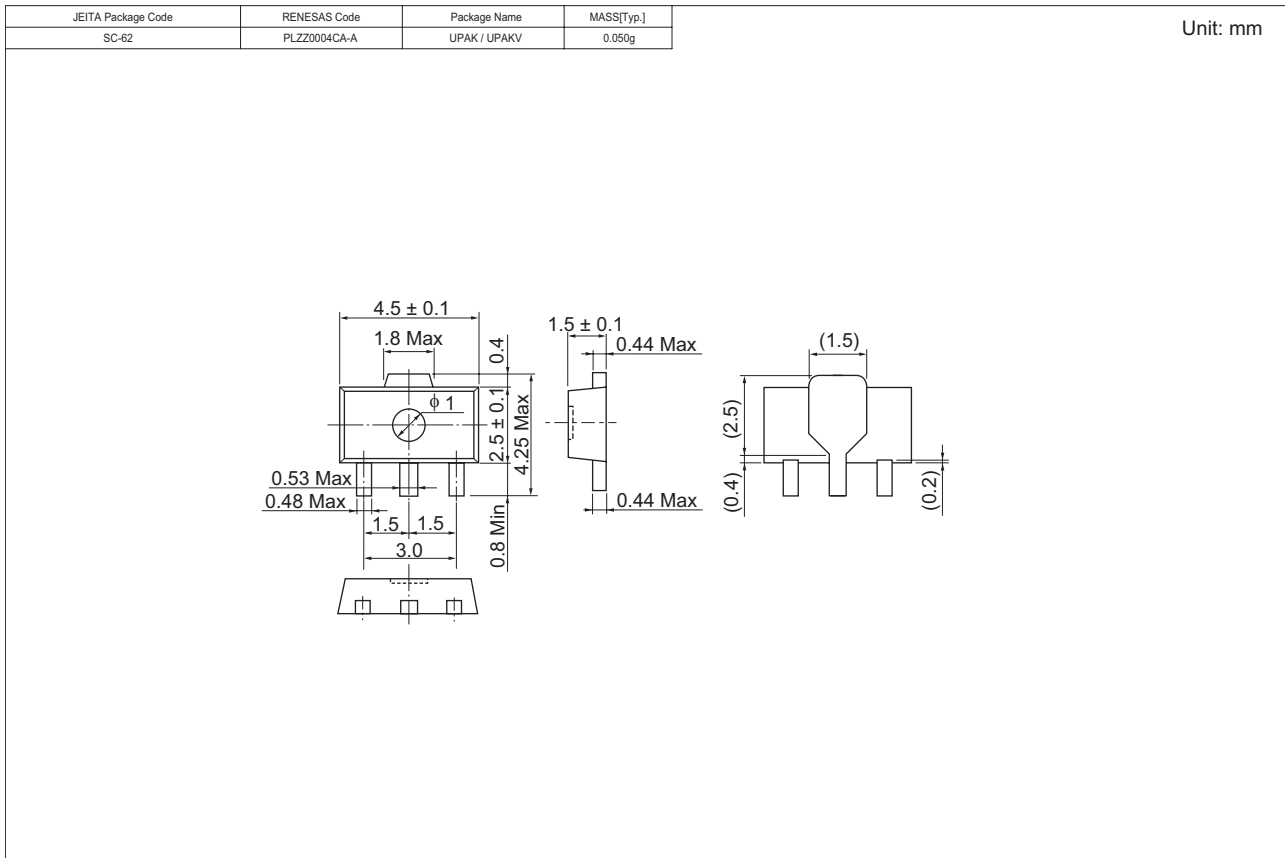 JEITA Package Code RENESAS Code Package Name MASS[Typ.]
SC-62 PLZZ0004CA-A UPAK / UPAKV 0.050g
Unit: mm
4.5 ± 0.1
1.8 Max
0.4
ϕ 1
2.5 ± 0.1
4.25 Max
0.53 Max
0.48 Max
1.5
1.5
3.0
0.8 Min
1.5 ± 0.1
0.44 Max
0.44 Max
(1.5)
(2.5)
(0.4)
(0.2)